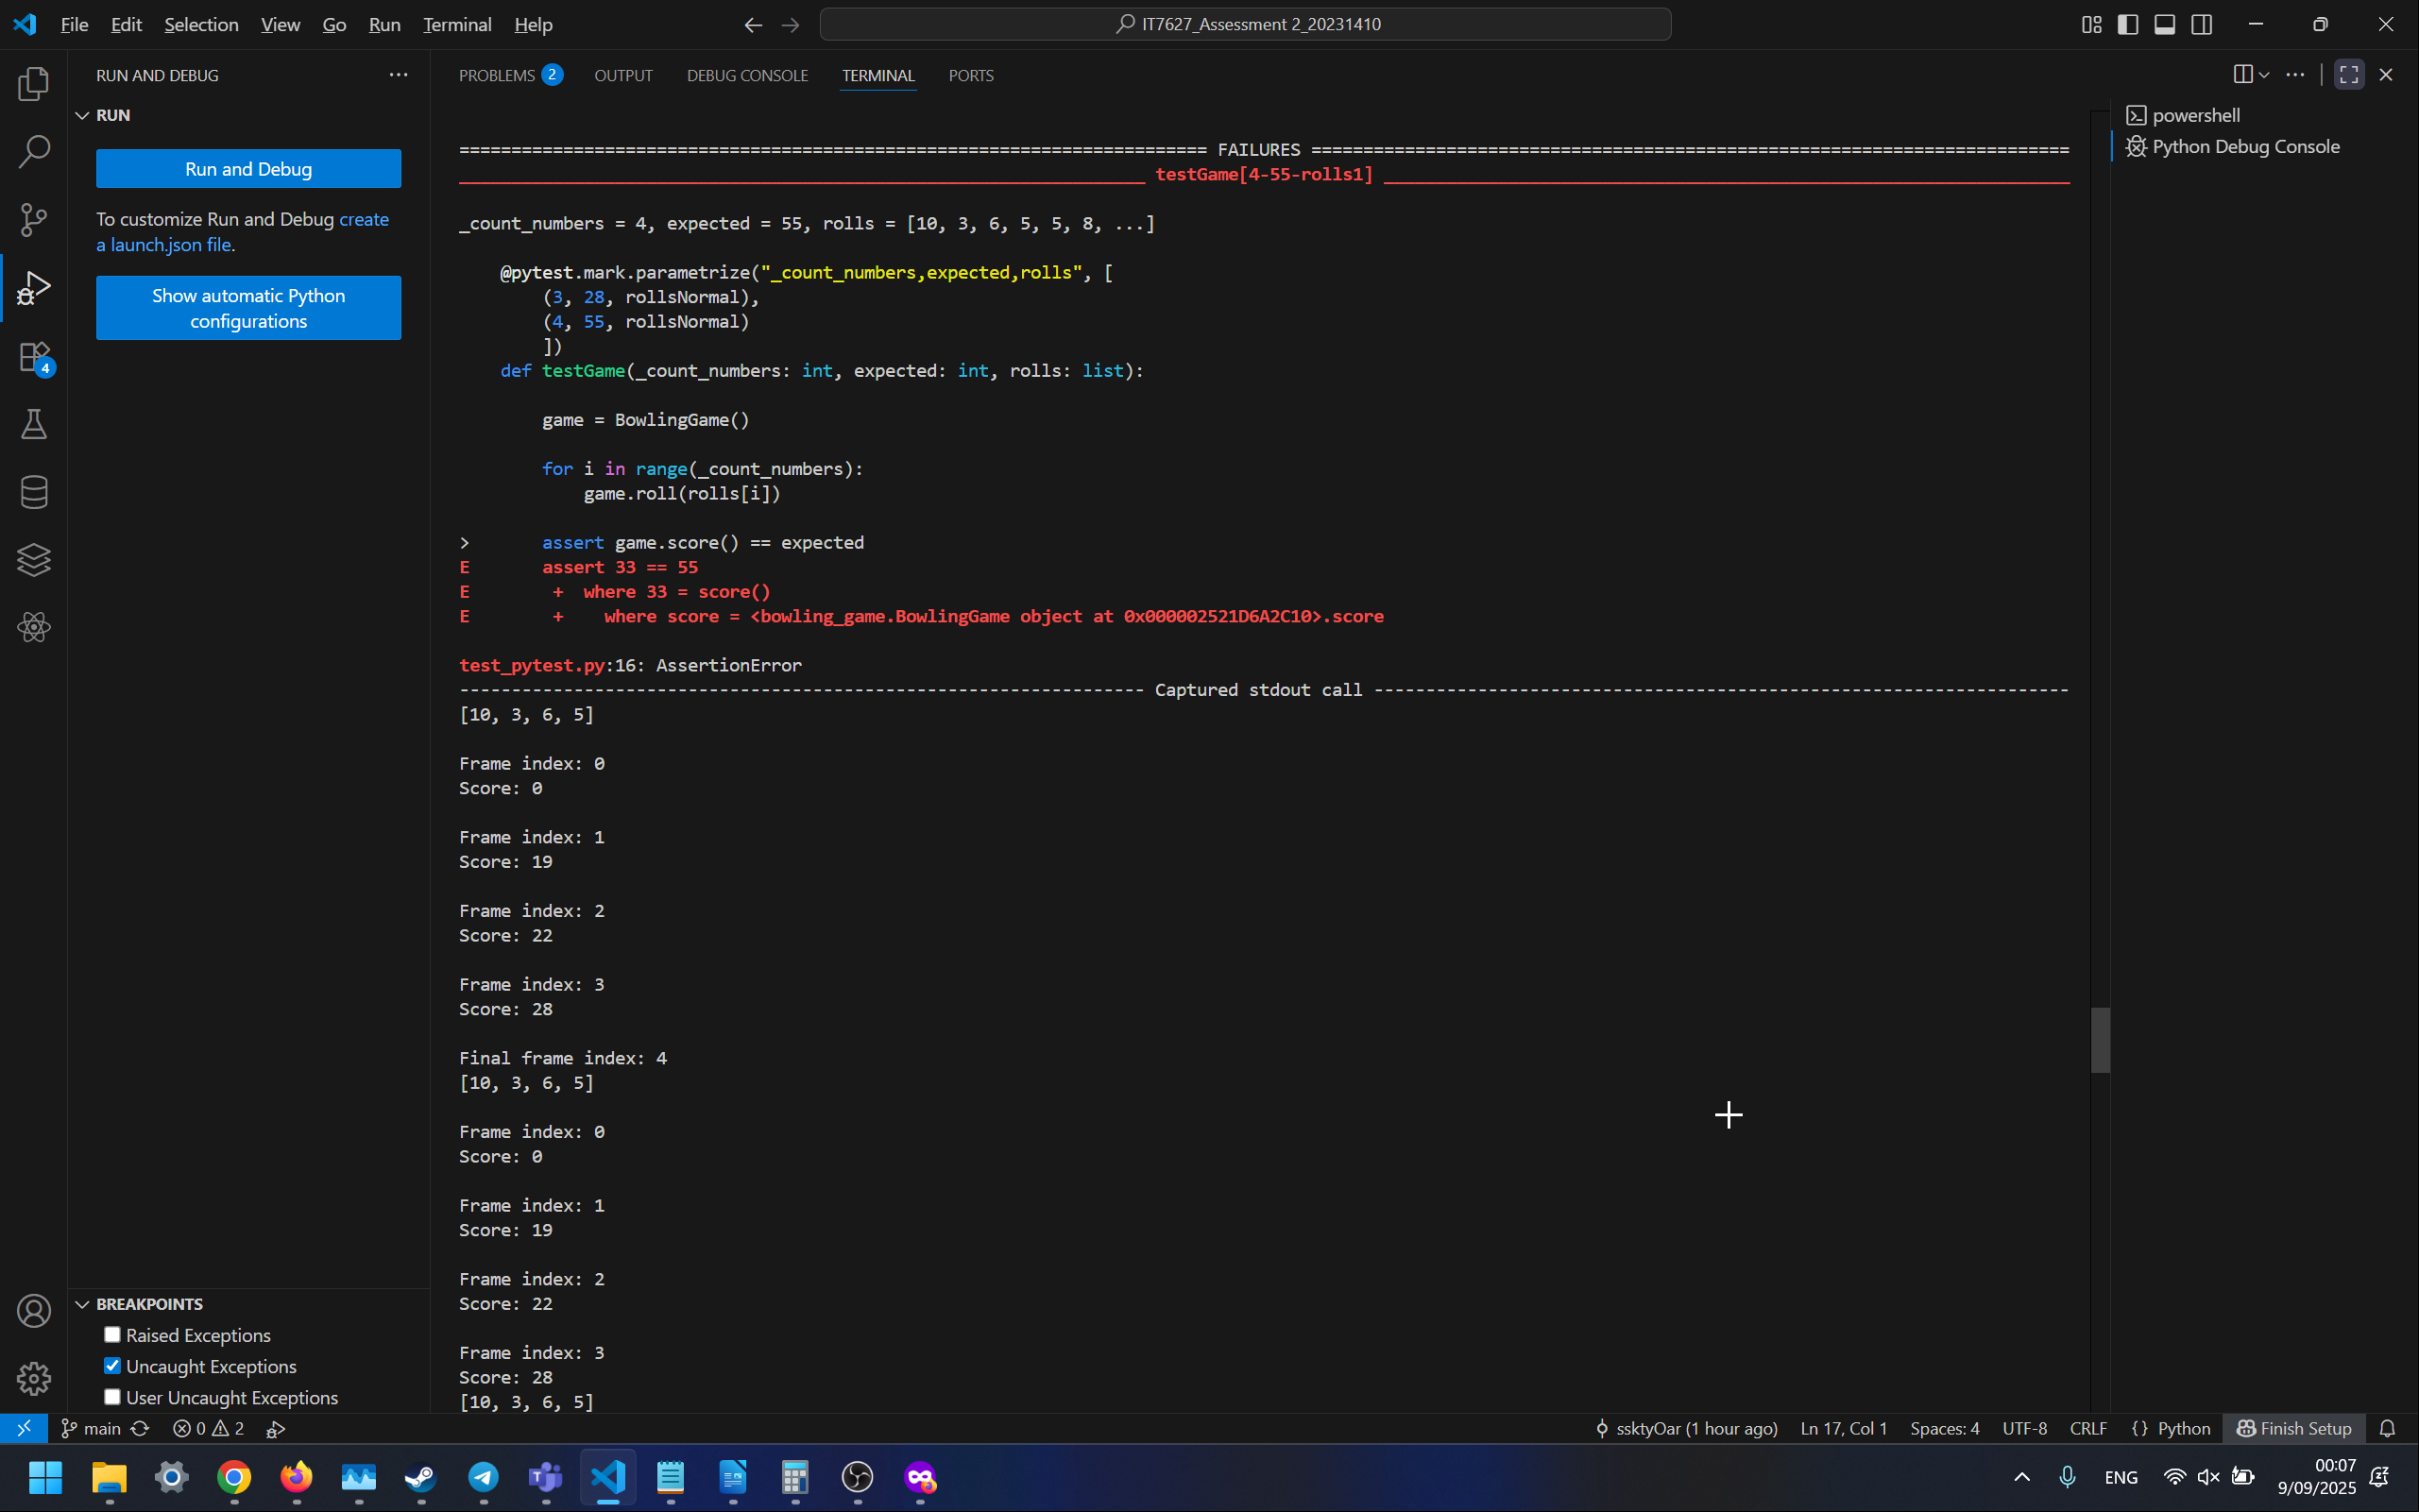 File Edit Selection View Go Run Terminal Help
IT7627_Assessment 2_20231410
RUN AND DEBUG
RUN
Run and Debug
To customize Run and Debug create
a launch.json file.
Show automatic Python
configurations
4
PROBLEMS 2 OUTPUT DEBUG CONSOLE TERMINAL PORTS
powershell
Python Debug Console
======================================================================== FAILURES =========================================================================
__________________________________________________________________ testGame[4-55-rolls1] __________________________________________________________________
_count_numbers = 4, expected = 55, rolls = [10, 3, 6, 5, 5, 8, ...]
@pytest.mark.parametrize("_count_numbers,expected,rolls", [
(3, 28, rollsNormal),
(4, 55, rollsNormal)
])
def testGame(_count_numbers: int, expected: int, rolls: list):
game = BowlingGame()
for i in range(_count_numbers):
game.roll(rolls[i])
> assert game.score() == expected
E assert 33 == 55
E + where 33 = score()
E + where score = <bowling_game.BowlingGame object at 0x000002521D6A2C10>.score
test_pytest.py:16: AssertionError
------------------------------------------------------------------ Captured stdout call -------------------------------------------------------------------
[10, 3, 6, 5]
Frame index: 0
Score: 0
Frame index: 1
Score: 19
Frame index: 2
Score: 22
Frame index: 3
Score: 28
Final frame index: 4
[10, 3, 6, 5]
Frame index: 0
Score: 0
Frame index: 1
Score: 19
Frame index: 2
Score: 22
Frame index: 3
Score: 28
[10, 3, 6, 5]
BREAKPOINTS
Raised Exceptions
Uncaught Exceptions
User Uncaught Exceptions
main 0 2
ssktyOar (1 hour ago) Ln 17, Col 1 Spaces: 4 UTF-8 CRLF {} Python Finish Setup
ENG
00:07
9/09/2025